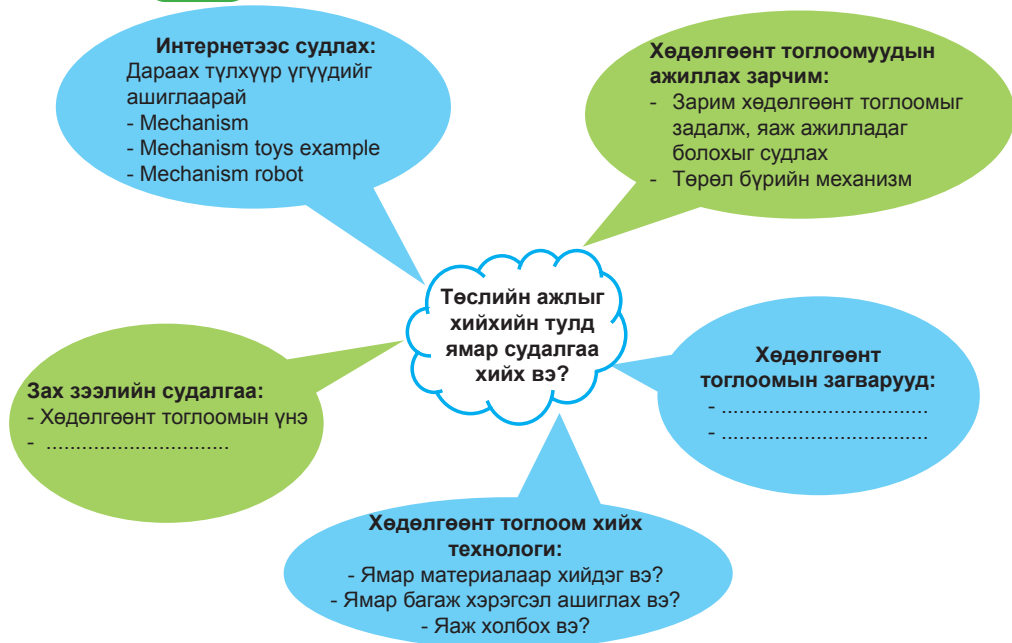 Интернетээс судлах:
Дараах түлхүүр үгүүдийг
ашиглаарай
- Mechanism
- Mechanism toys example
- Mechanism robot
Хөдөлгөөнт тоглоомуудын
ажиллах зарчим:
- Зарим хөдөлгөөнт тоглоомыг
задалж, яаж ажилладаг
болохыг судлах
- Төрөл бүрийн механизм
Төслийн ажлыг
хийхийн тулд
ямар судалгаа
хийх вэ?
Зах зээлийн судалгаа:
- Хөдөлгөөнт тоглоомын үнэ
- ...............................
Хөдөлгөөнт
тоглоомын загварууд:
- ...................................
- ...................................
Хөдөлгөөнт тоглоом хийх
технологи:
- Ямар материалаар хийдэг вэ?
- Ямар багаж хэрэгсэл ашиглах вэ?
- Яаж холбох вэ?